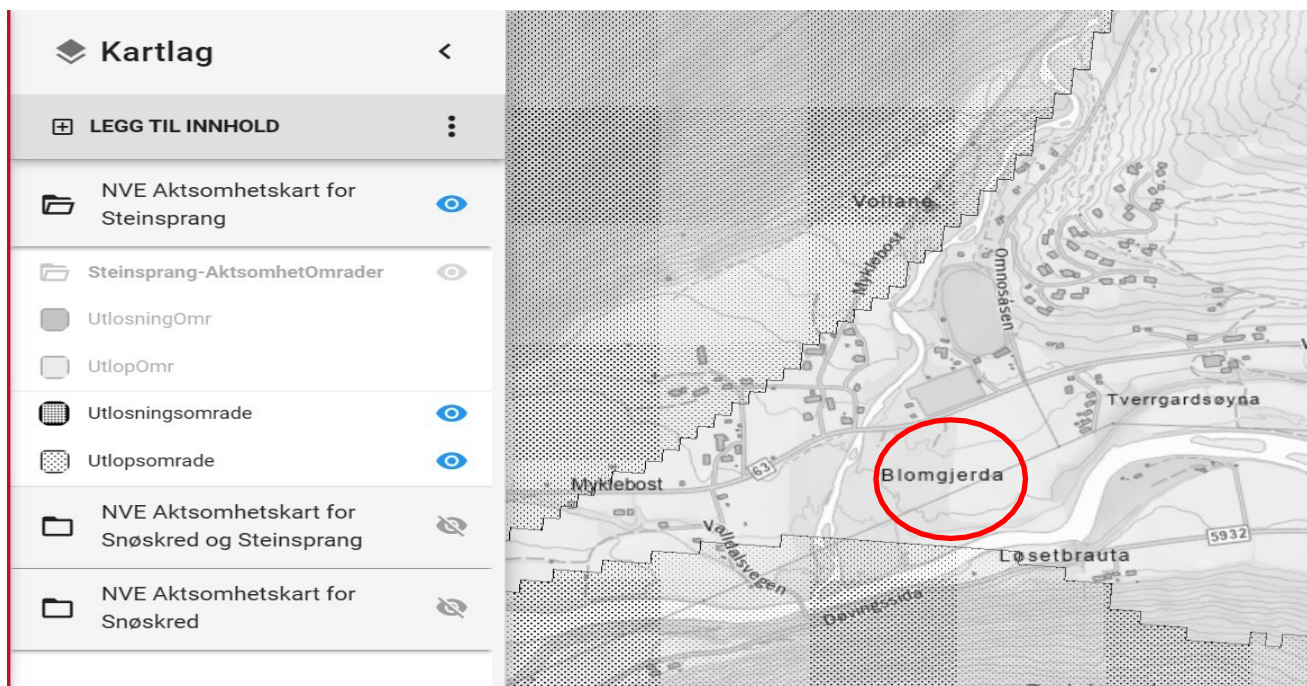 Kartlag
LEGG TIL INNHOLD
NVE Aktsomhetskart for
Steinsprang
Steinsprang-AktsomhetOmrader
UtlosningOmr
UtlopOmr
Utlosningsomrade
Utlopsomrade
NVE Aktsomhetskart for
Snøskred og Steinsprang
NVE Aktsomhetskart for
Snøskred
Vollane
Myklebost
Omnosåsen
Tverrgardsøyna
63
Blomgjerda
Myklebost
Valldalsvegen
5932
Løsetbrauta
Døvingssida